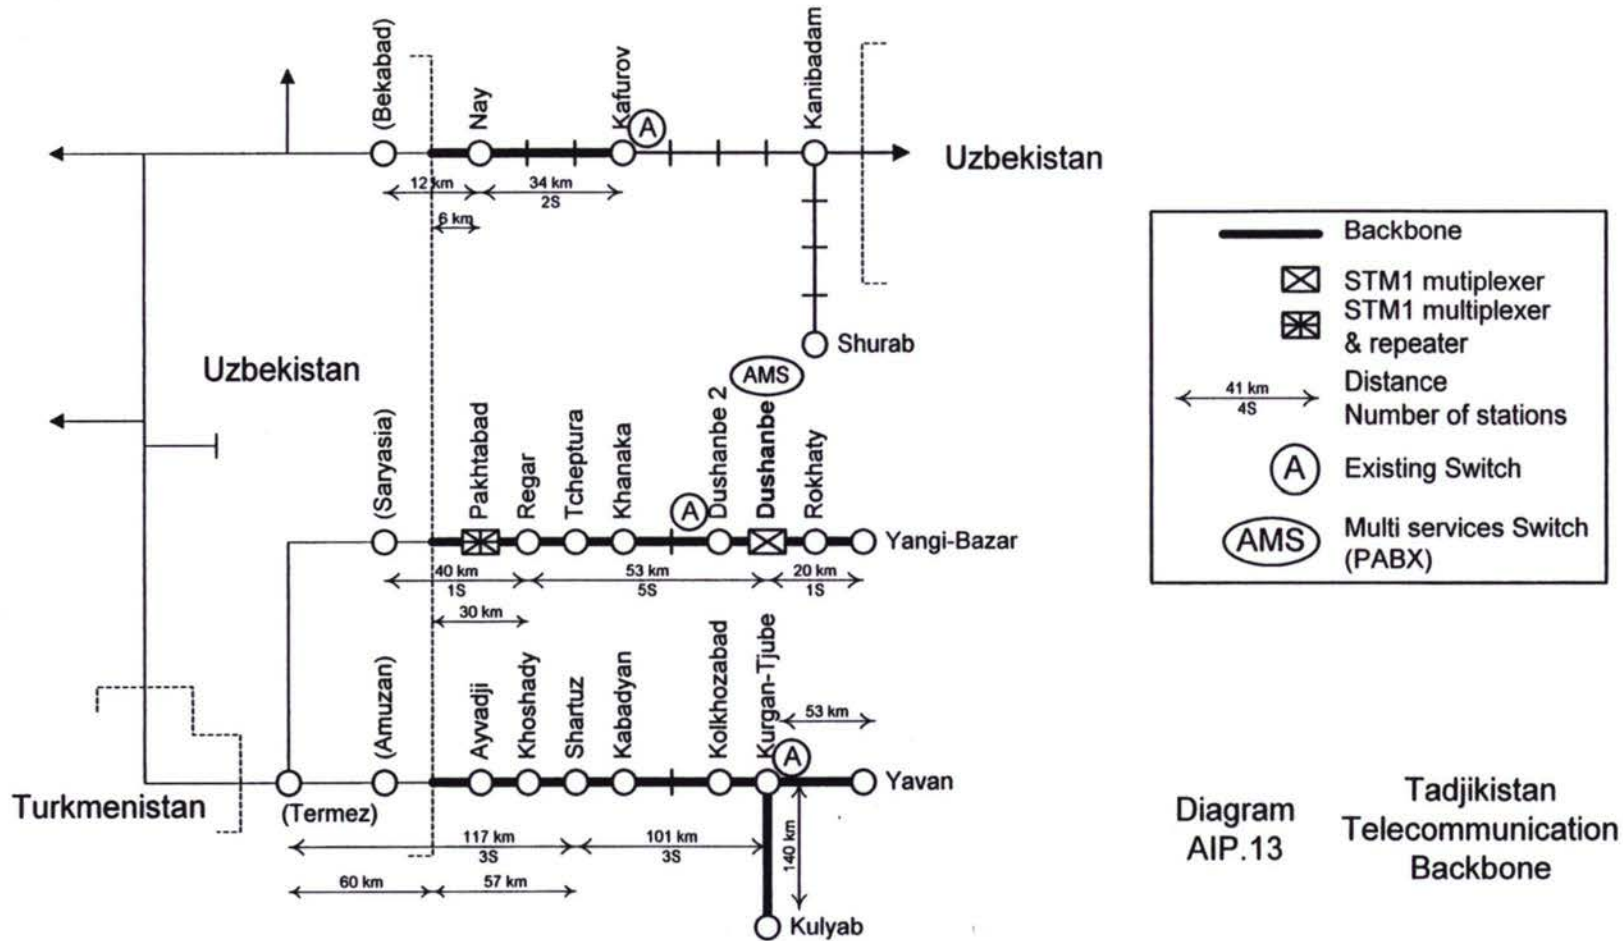 (Bekabad)
Nay
Kafurov
A
Kanibadam
Uzbekistan
12 km
34 km
2S
6 km
Shurab
Uzbekistan
AMS
(Saryasia)
Pakhtabad
Regar
Tcheptura
Khanaka
A
Dushanbe 2
Dushanbe
Rokhaty
Yangi-Bazar
40 km
1S
53 km
5S
20 km
1S
30 km
(Amuzan)
Ayvadji
Khoshady
Shartuz
Kabadyan
Kolkhozabad
Kurgan-Tjube
53 km
A
Yavan
Turkmenistan
(Termez)
117 km
3S
101 km
3S
140 km
60 km
57 km
Kulyab
Backbone
STM1 mutiplexer
STM1 multiplexer
& repeater
41 km
4S
Distance
Number of stations
A
Existing Switch
AMS
Multi services Switch
(PABX)
Diagram
AIP.13
Tadjikistan
Telecommunication
Backbone